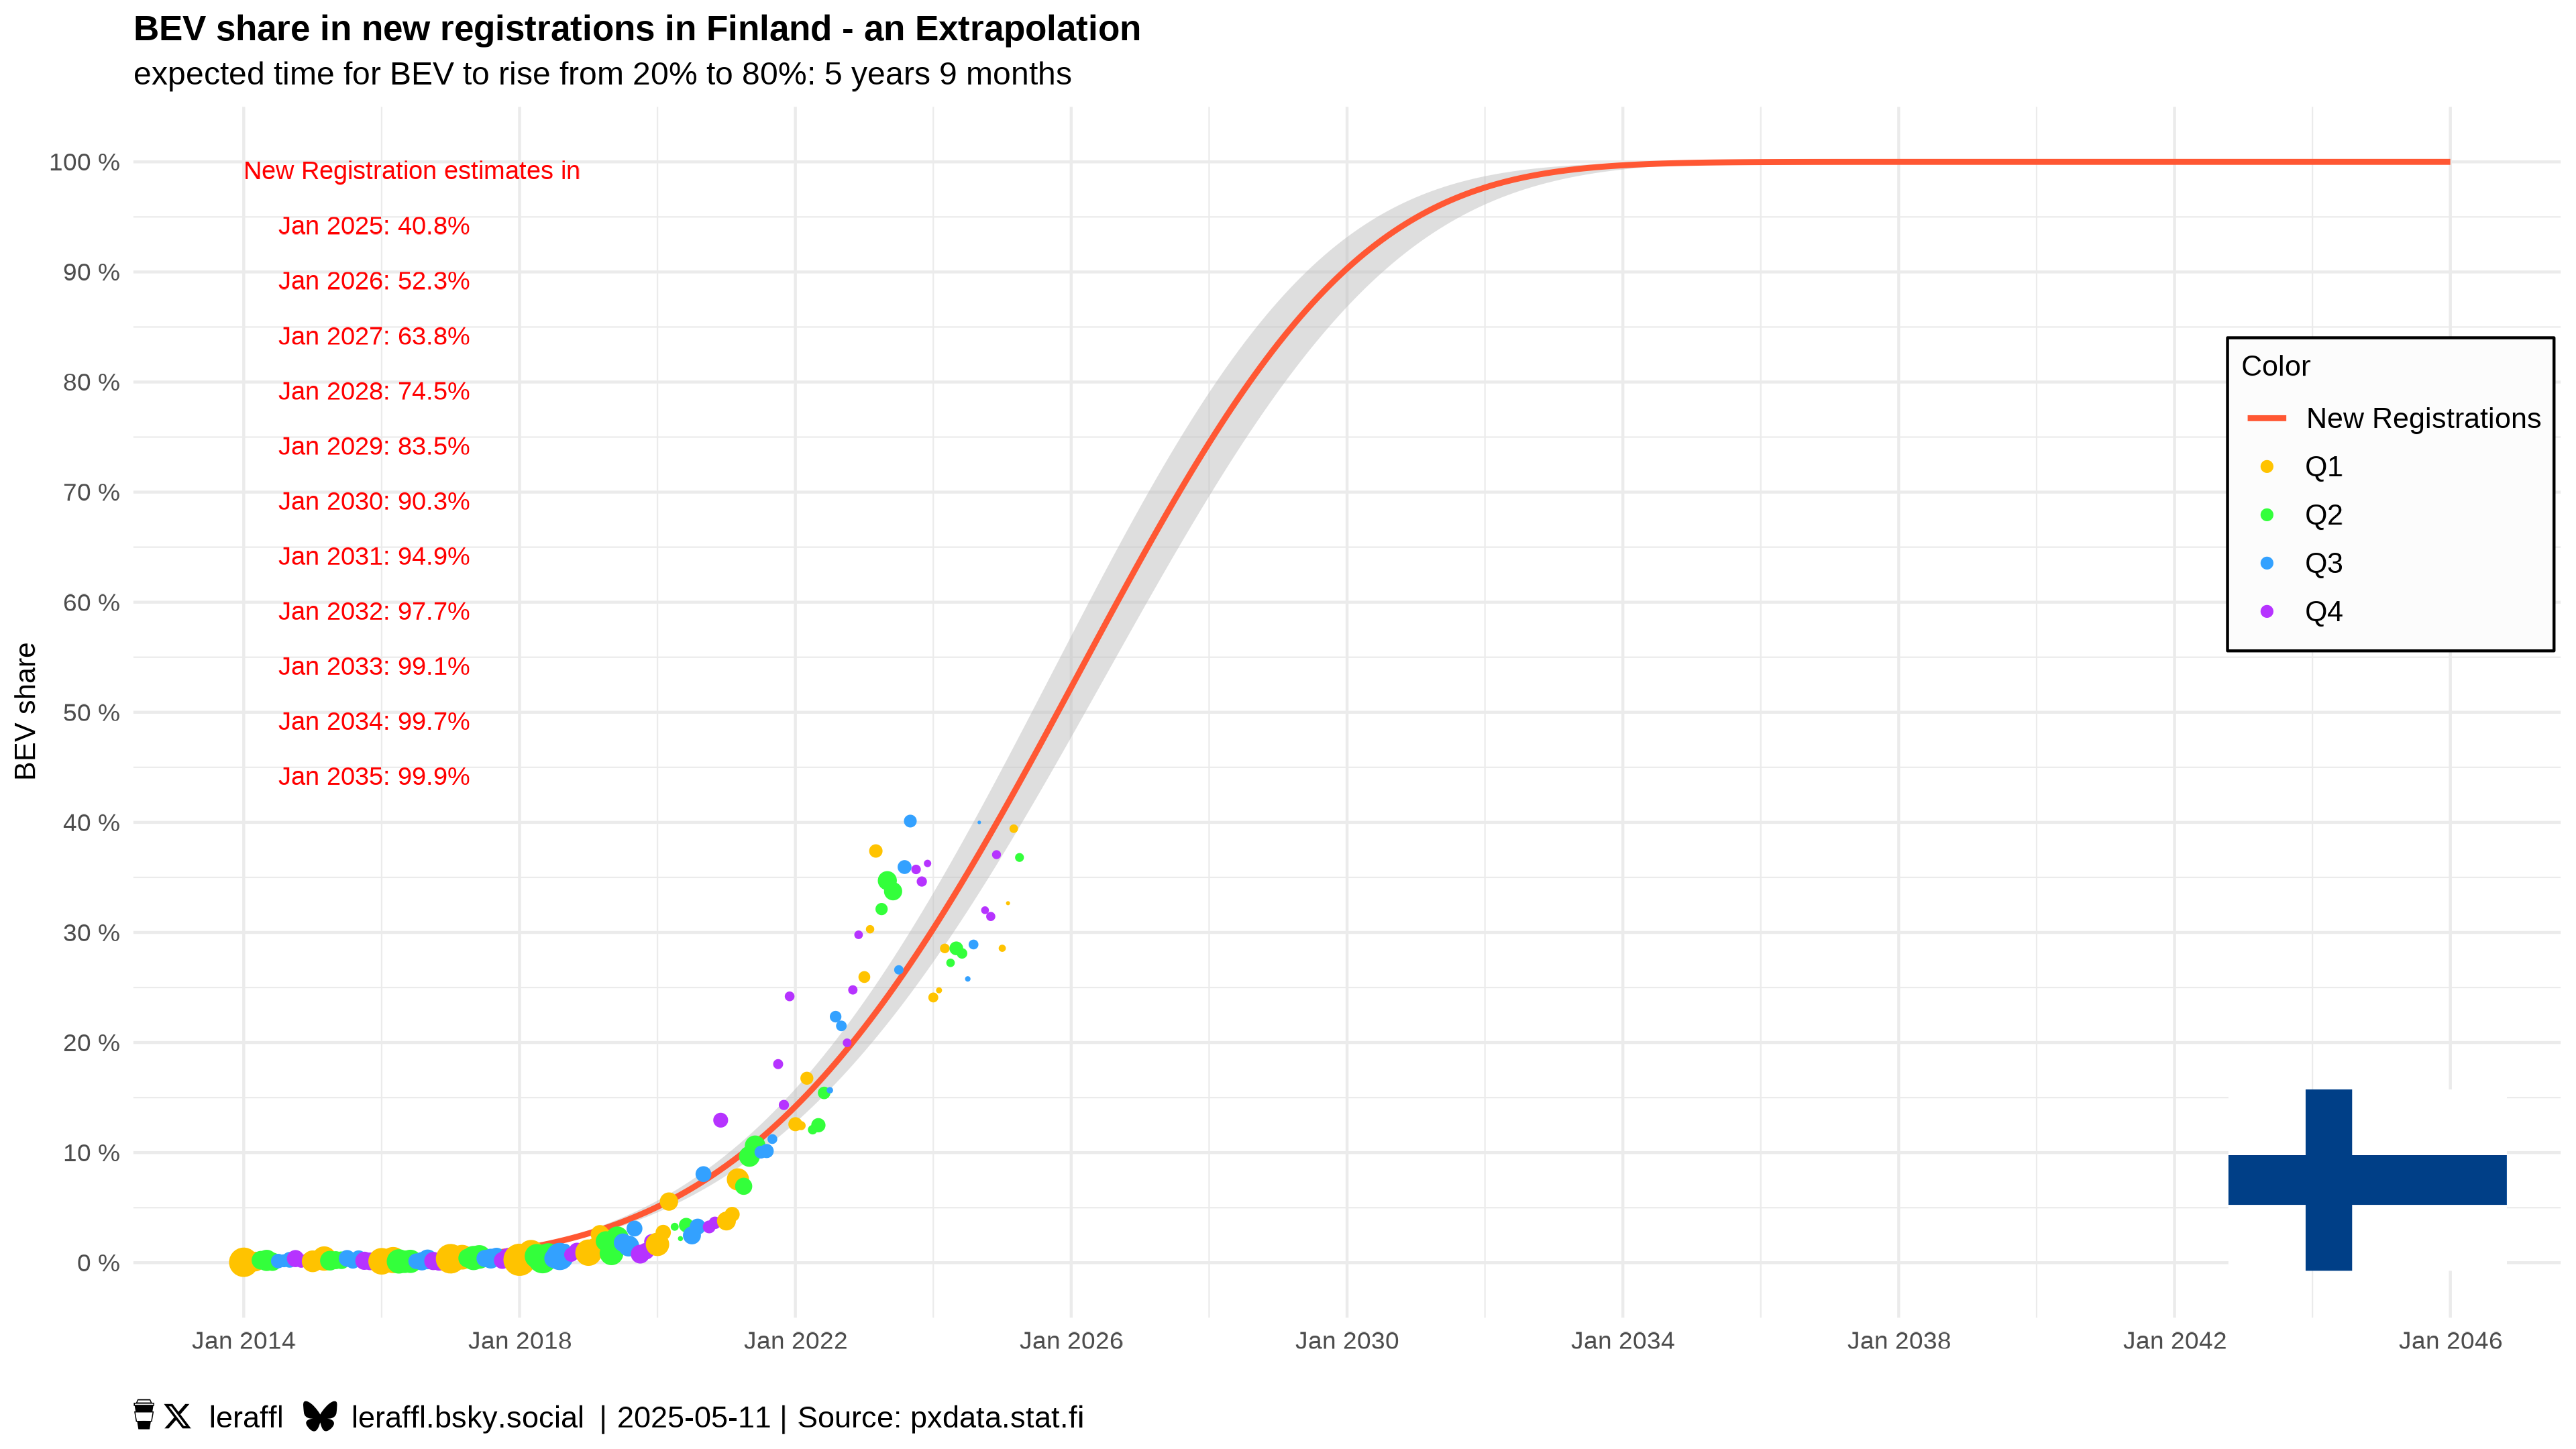 BEV share in new registrations in Finland - an Extrapolation
expected time for BEV to rise from 20% to 80%: 5 years 9 months
New Registration estimates in
Jan 2025: 40.8%
Jan 2026: 52.3%
Jan 2027: 63.8%
Jan 2028: 74.5%
Jan 2029: 83.5%
Jan 2030: 90.3%
Jan 2031: 94.9%
Jan 2032: 97.7%
Jan 2033: 99.1%
Jan 2034: 99.7%
Jan 2035: 99.9%
BEV share
100 %
90 %
80 %
70 %
60 %
50 %
40 %
30 %
20 %
10 %
0 %
Color
New Registrations
Q1
Q2
Q3
Q4
Jan 2014 Jan 2018 Jan 2022 Jan 2026 Jan 2030 Jan 2034 Jan 2038 Jan 2042 Jan 2046
leraffl leraffl.bsky.social | 2025-05-11 | Source: pxdata.stat.fi